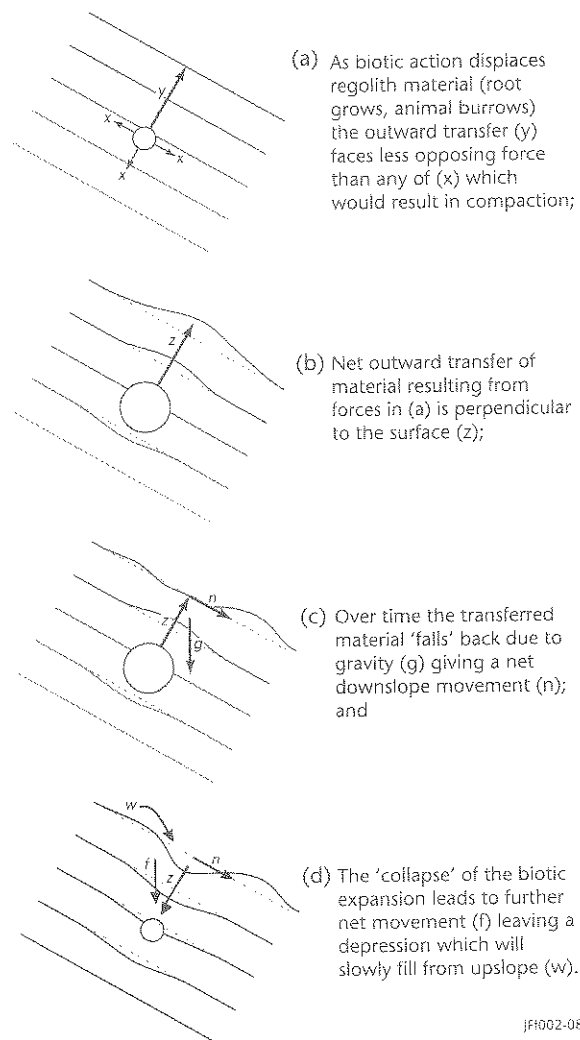 (a) As biotic action displaces
regolith material (root
grows, animal burrows)
the outward transfer (y)
faces less opposing force
than any of (x) which
would result in compaction;
y
x
x
x
(b) Net outward transfer of
material resulting from
forces in (a) is perpendicular
to the surface (z);
z
(c) Over time the transferred
material ‘falls’ back due to
gravity (g) giving a net
downslope movement (n);
and
n
z
g
(d) The ‘collapse’ of the biotic
expansion leads to further
net movement (f) leaving a
depression which will
slowly fill from upslope (w).
w
n
f
z
JFI002-08